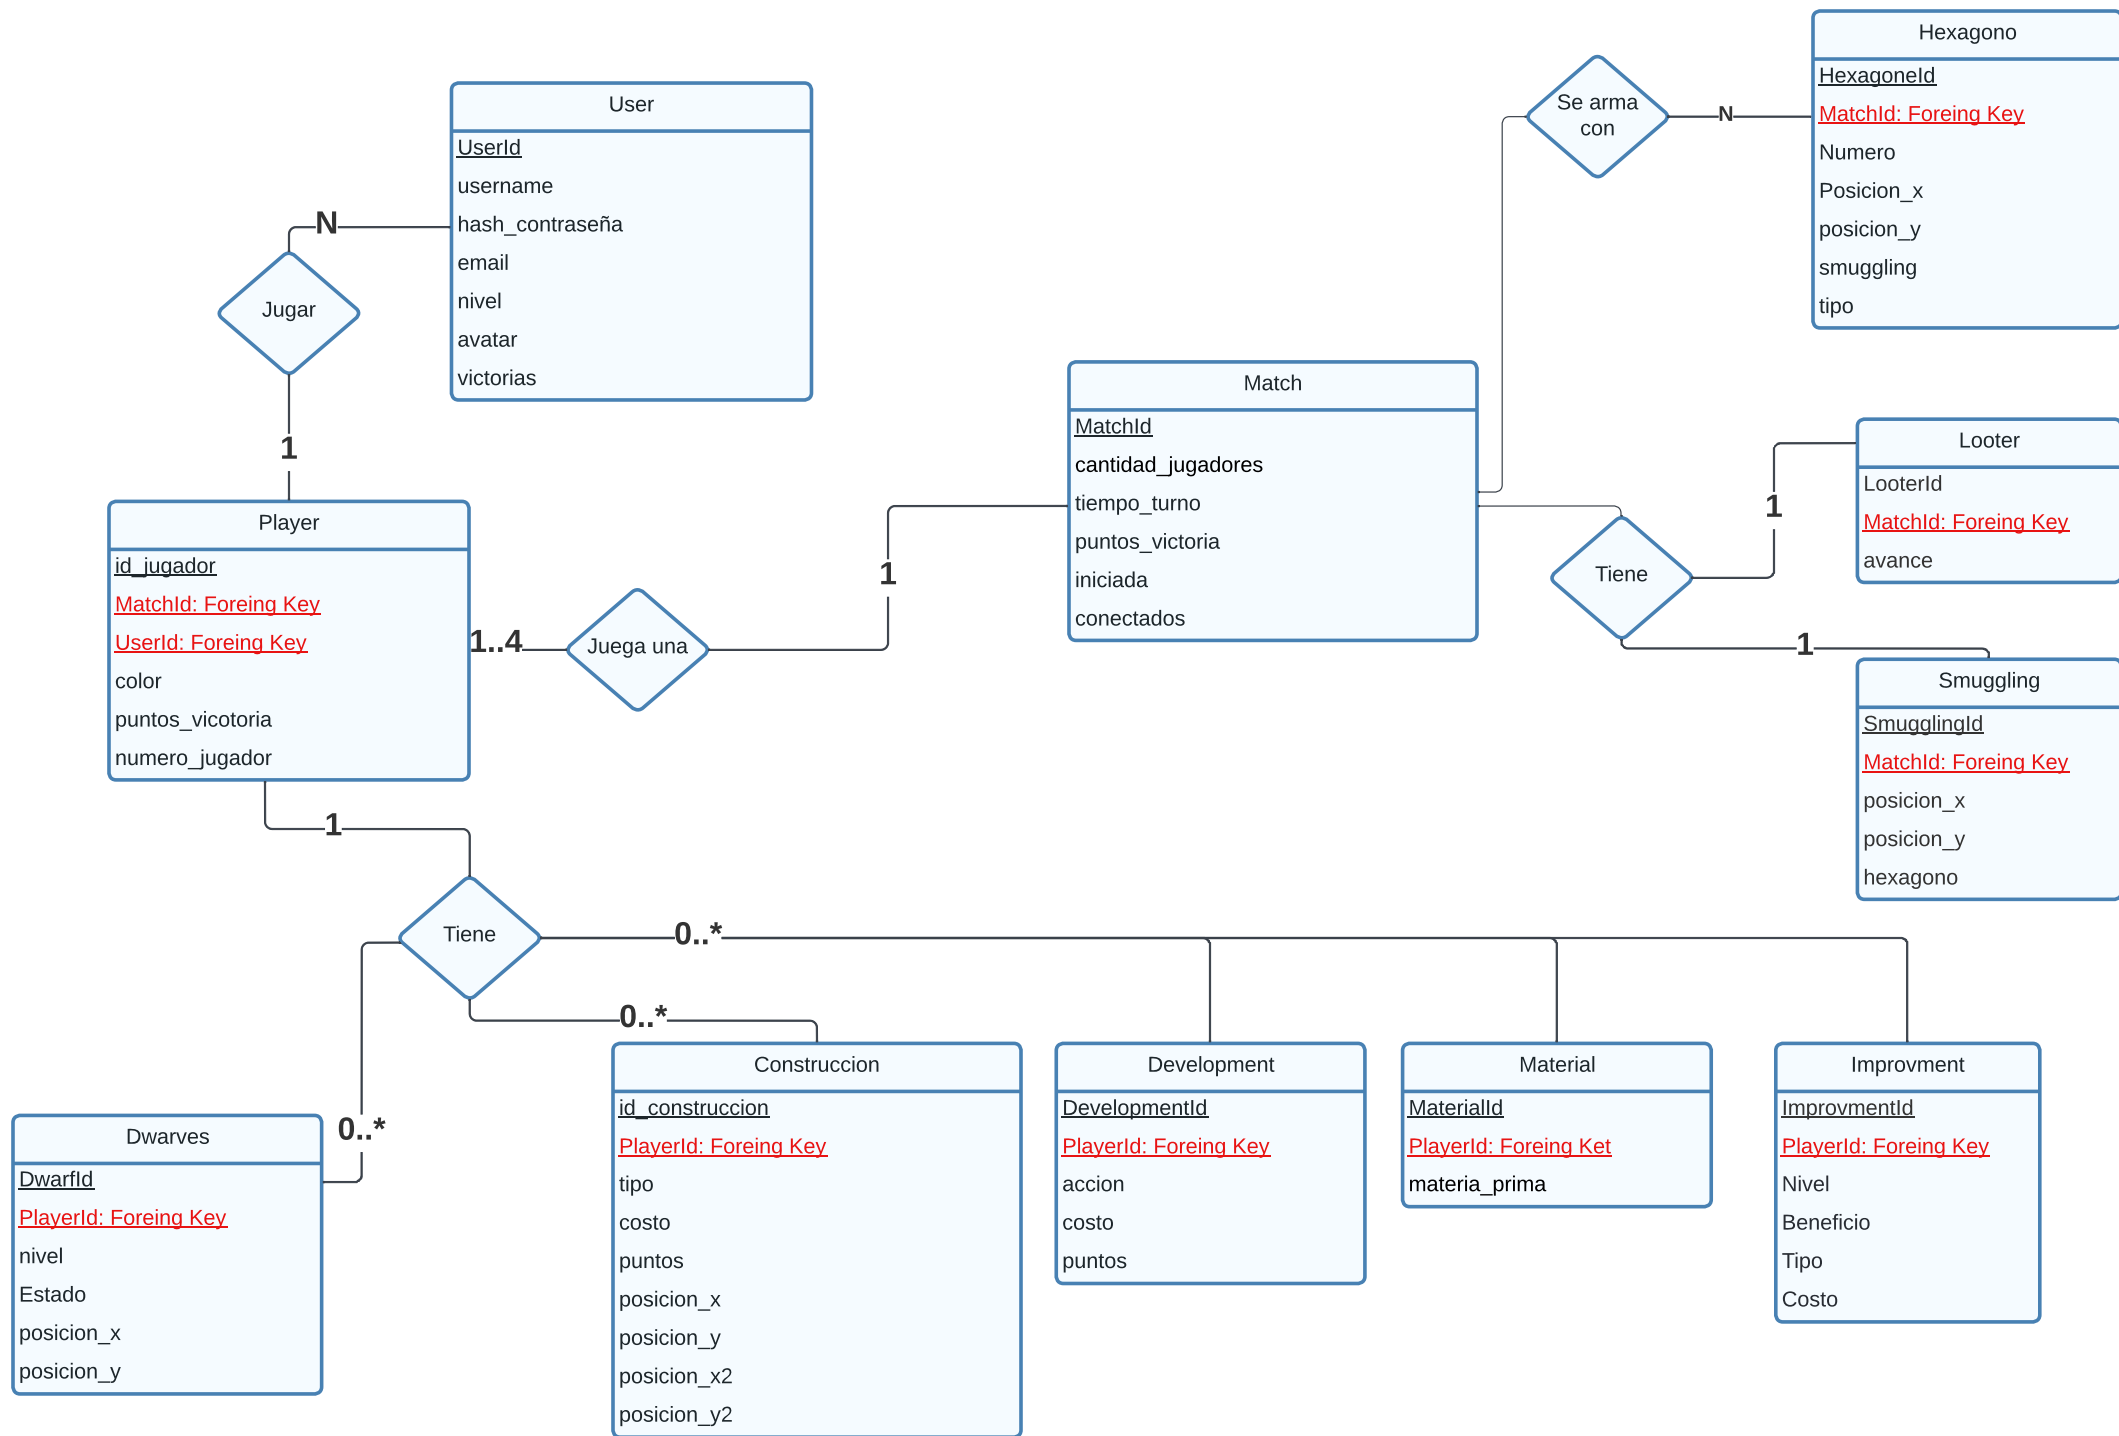 Hexagono
HexagoneId
MatchId: Foreing Key
Numero
Posicion_x
posicion_y
smuggling
tipo
Se arma
con
N
User
UserId
username
hash_contraseña
email
nivel
avatar
victorias
N
Jugar
1
Match
MatchId
cantidad_jugadores
tiempo_turno
puntos_victoria
iniciada
conectados
Looter
LooterId
MatchId: Foreing Key
avance
1
Tiene
1
Player
id_jugador
MatchId: Foreing Key
UserId: Foreing Key
color
puntos_vicotoria
numero_jugador
1..4
Juega una
1
Smuggling
SmugglingId
MatchId: Foreing Key
posicion_x
posicion_y
hexagono
1
Tiene
0..*
0..*
0..*
Dwarves
DwarfId
PlayerId: Foreing Key
nivel
Estado
posicion_x
posicion_y
Construccion
id_construccion
PlayerId: Foreing Key
tipo
costo
puntos
posicion_x
posicion_y
posicion_x2
posicion_y2
Development
DevelopmentId
PlayerId: Foreing Key
accion
costo
puntos
Material
MaterialId
PlayerId: Foreing Ket
materia_prima
Improvment
ImprovmentId
PlayerId: Foreing Key
Nivel
Beneficio
Tipo
Costo